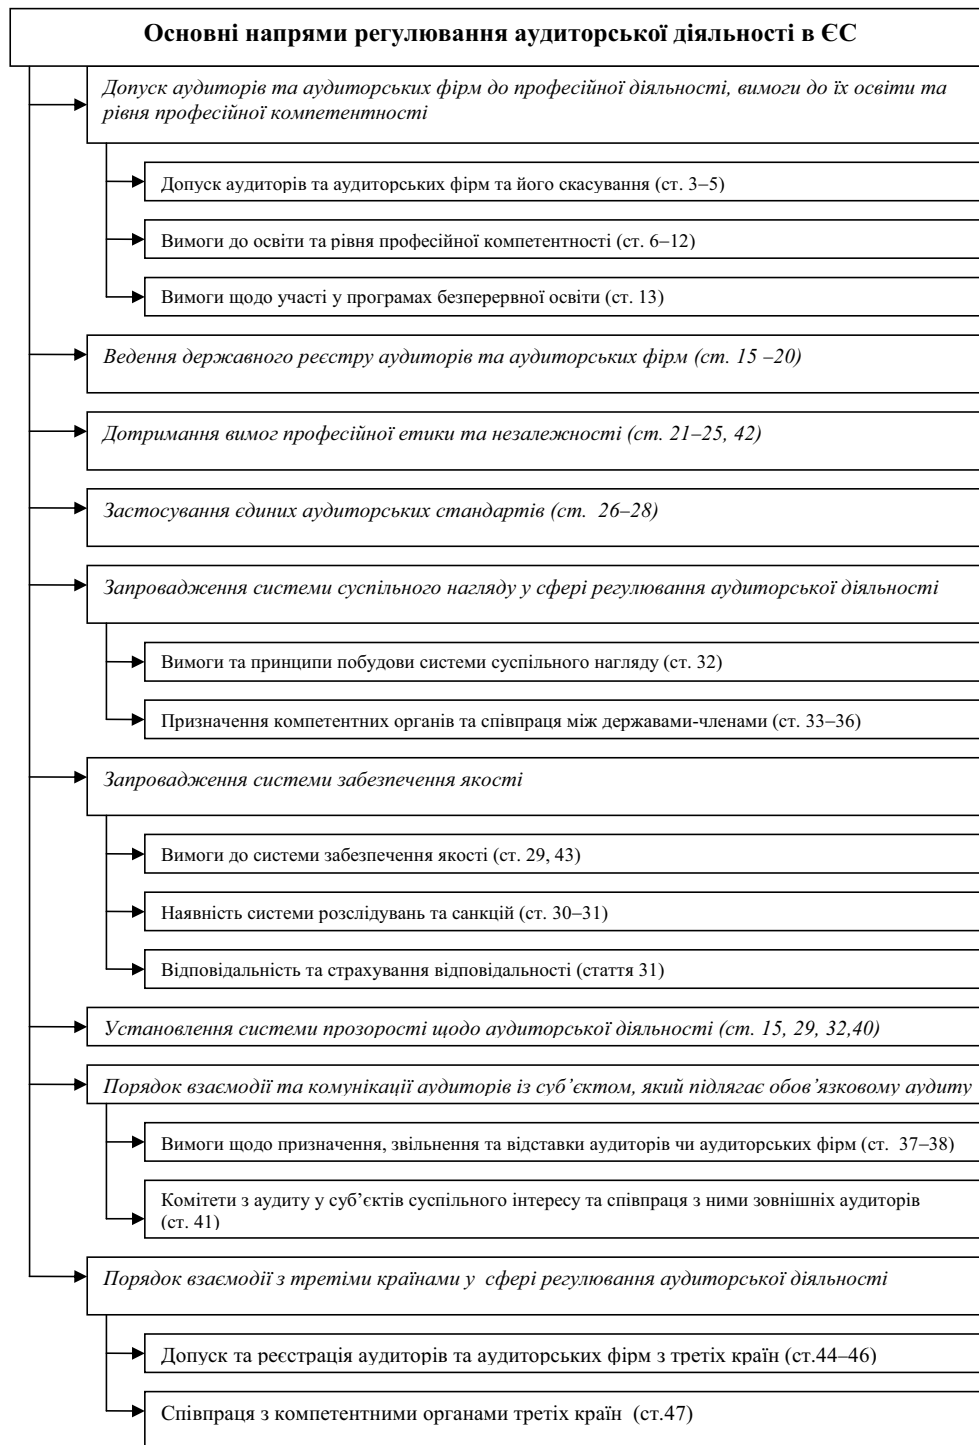 Основні напрями регулювання аудиторської діяльності в ЄС
Допуск аудиторів та аудиторських фірм до професійної діяльності, вимоги до їх освіти та
рівня професійної компетентності
Допуск аудиторів та аудиторських фірм та його скасування (ст. 3–5)
Вимоги до освіти та рівня професійної компетентності (ст. 6–12)
Вимоги щодо участі у програмах безперервної освіти (ст. 13)
Ведення державного реєстру аудиторів та аудиторських фірм (ст. 15 –20)
Дотримання вимог професійної етики та незалежності (ст. 21–25, 42)
Застосування єдиних аудиторських стандартів (ст. 26–28)
Запровадження системи суспільного нагляду у сфері регулювання аудиторської діяльності
Вимоги та принципи побудови системи суспільного нагляду (ст. 32)
Призначення компетентних органів та співпраця між державами-членами (ст. 33–36)
Запровадження системи забезпечення якості
Вимоги до системи забезпечення якості (ст. 29, 43)
Наявність системи розслідувань та санкцій (ст. 30–31)
Відповідальність та страхування відповідальності (стаття 31)
Установлення системи прозорості щодо аудиторської діяльності (ст. 15, 29, 32,40)
Порядок взаємодії та комунікації аудиторів із суб’єктом, який підлягає обов’язковому аудиту
Вимоги щодо призначення, звільнення та відставки аудиторів чи аудиторських фірм (ст. 37–38)
Комітети з аудиту у суб’єктів суспільного інтересу та співпраця з ними зовнішніх аудиторів
(ст. 41)
Порядок взаємодії з третіми країнами у сфері регулювання аудиторської діяльності
Допуск та реєстрація аудиторів та аудиторських фірм з третіх країн (ст.44–46)
Співпраця з компетентними органами третіх країн (ст.47)